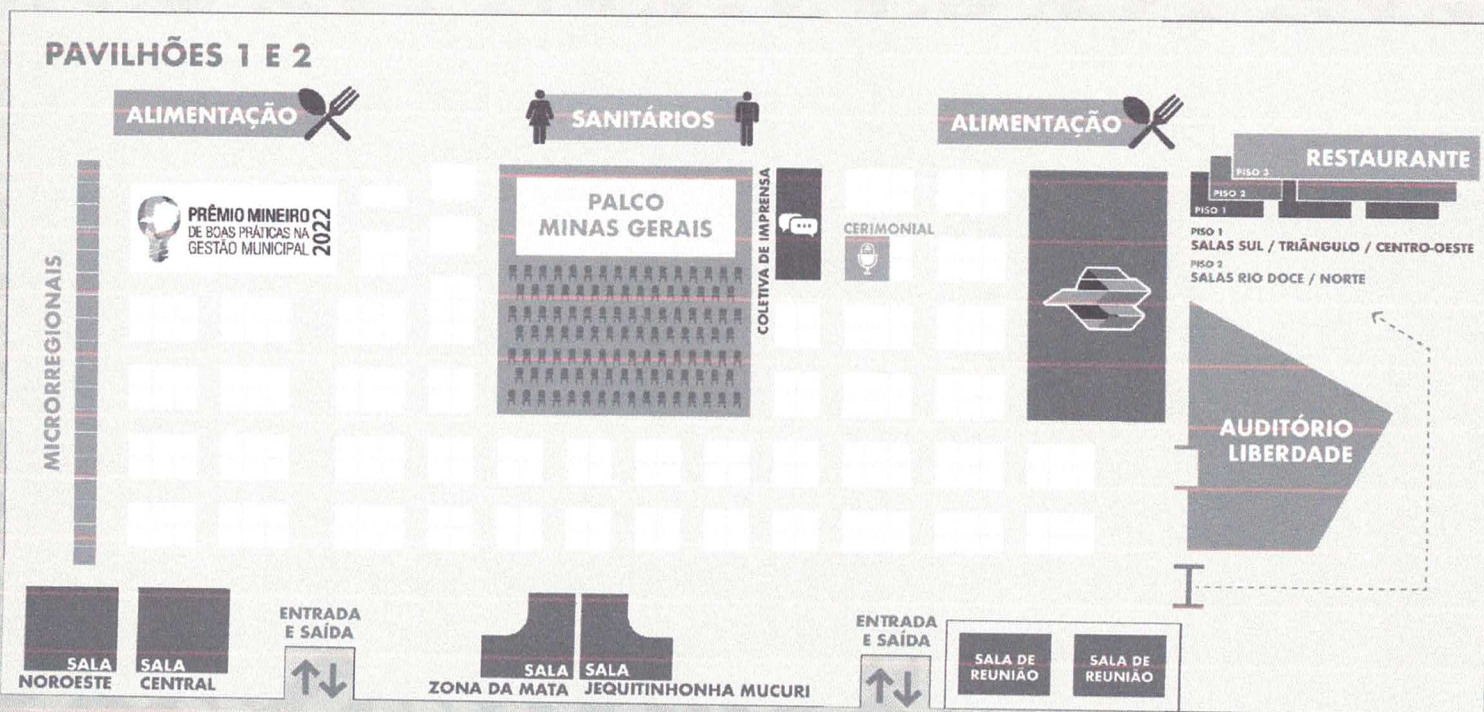 PAVILHÕES 1 E 2
ALIMENTAÇÃO
SANITÁRIOS
ALIMENTAÇÃO
RESTAURANTE
PISO 3
PISO 2
PISO 1
PISO 1
SALAS SUL / TRIÂNGULO / CENTRO-OESTE
PISO 2
SALAS RIO DOCE / NORTE
PRÊMIO MINEIRO
DE BOAS PRÁTICAS NA
GESTÃO MUNICIPAL
2022
PALCO
MINAS GERAIS
COLETIVA DE IMPRENSA
CERIMONIAL
MICRORREGIONAIS
AUDITÓRIO
LIBERDADE
SALA
NOROESTE
SALA
CENTRAL
ENTRADA
E SAÍDA
SALA
ZONA DA MATA
SALA
JEQUITINHONHA MUCURI
ENTRADA
E SAÍDA
SALA DE
REUNIÃO
SALA DE
REUNIÃO